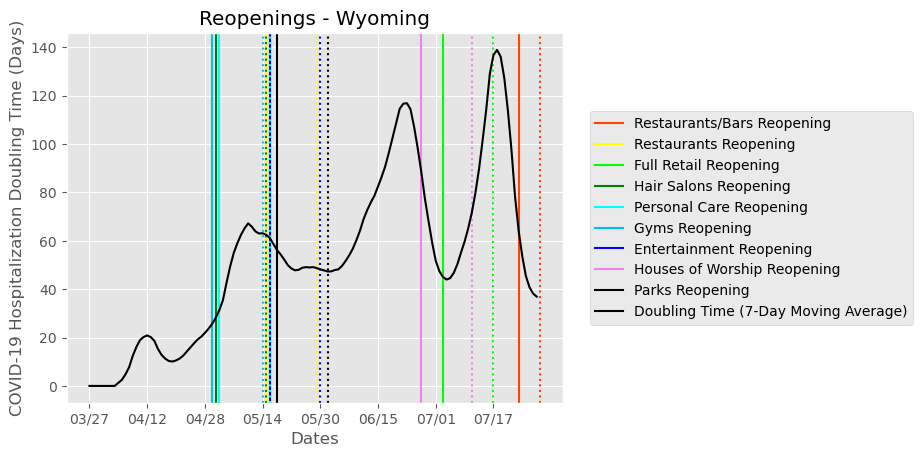 Reopenings - Wyoming
COVID-19 Hospitalization Doubling Time (Days)
140
120
100
80
60
40
20
0
03/27 04/12 04/28 05/14 05/30 06/15 07/01 07/17
Dates
Restaurants/Bars Reopening
Restaurants Reopening
Full Retail Reopening
Hair Salons Reopening
Personal Care Reopening
Gyms Reopening
Entertainment Reopening
Houses of Worship Reopening
Parks Reopening
Doubling Time (7-Day Moving Average)